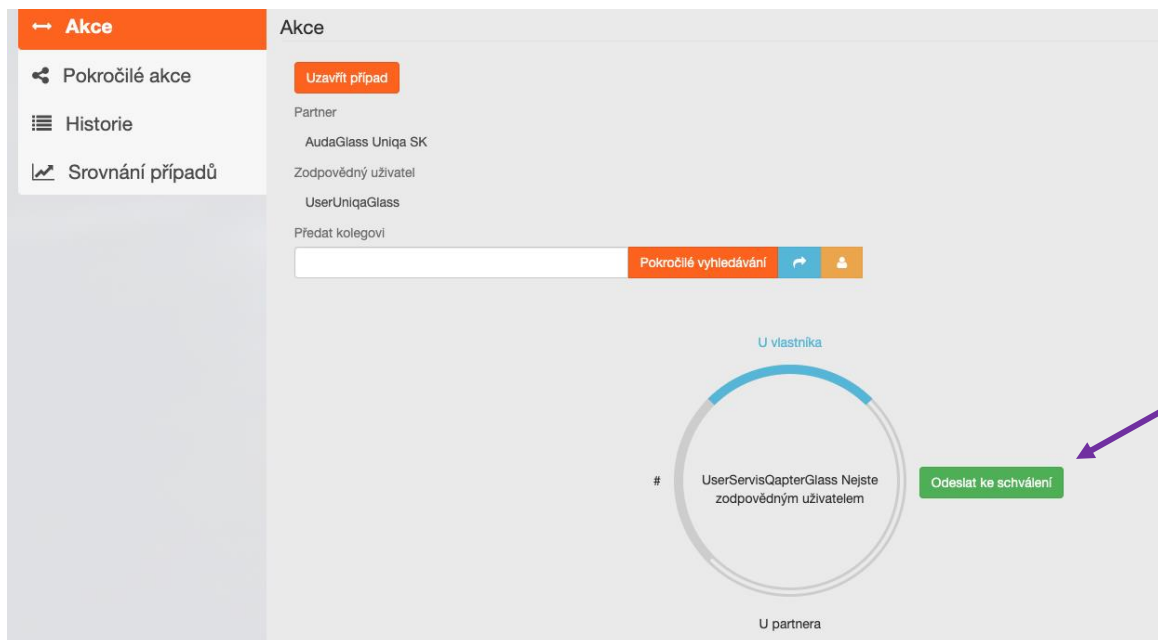 Akce
Pokročilé akce
Historie
Srovnání případů
Akce
Uzavřít případ
Partner
AudaGlass Uniqa SK
Zodpovědný uživatel
UserUniqaGlass
Předat kolegovi
Pokročilé vyhledávání
U vlastníka
#
UserServisQapterGlass Nejste
zodpovědným uživatelem
Odeslat ke schválení
U partnera